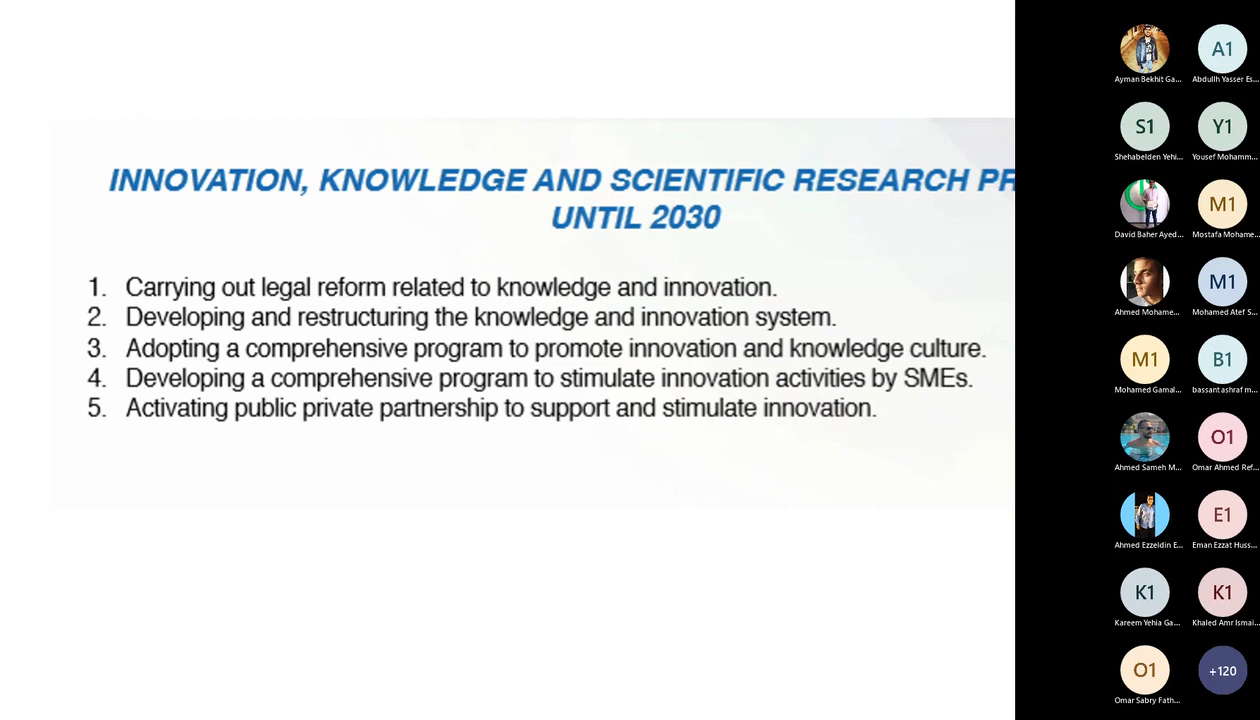 INNOVATION, KNOWLEDGE AND SCIENTIFIC RESEARCH PR
UNTIL 2030
1. Carrying out legal reform related to knowledge and innovation.
2. Developing and restructuring the knowledge and innovation system.
3. Adopting a comprehensive program to promote innovation and knowledge culture.
4. Developing a comprehensive program to stimulate innovation activities by SMEs.
5. Activating public private partnership to support and stimulate innovation.
A1
Ayman Bekhit Ga... Abdullh Yasser Es...
S1 Y1
Shehabelden Yehi... Yousef Mohamm...
M1
David Baher Ayed... Mostafa Mohame...
M1
Ahmed Mohame... Mohamed Atef S...
M1 B1
Mohamed Gamal... bassant ashraf m...
O1
Ahmed Sameh M... Omar Ahmed Ref...
E1
Ahmed Ezzeldin E... Eman Ezzat Huss...
K1 K1
Kareem Yehia Ga... Khaled Amr Ismai...
O1 +120
Omar Sabry Fath...